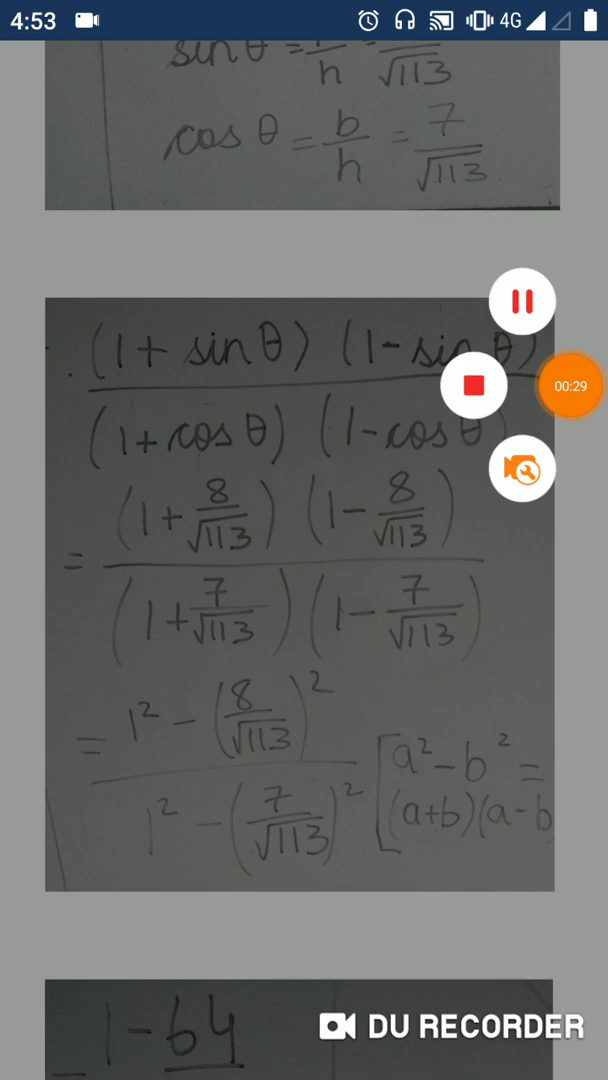 4:53 4G
sin θ = h = √113
cos θ = b/h = 7/√113
00:29
(1 + sin θ) (1 - sin θ)
(1 + cos θ) (1 - cos θ
= (1 + 8/√113) (1 - 8/√113)
(1 + 7/√113) (1 - 7/√113)
= 1² - (8/√113)²
1² - (7/√113)²
[a² - b² =
(a+b)(a-b
1 - 64
DU RECORDER